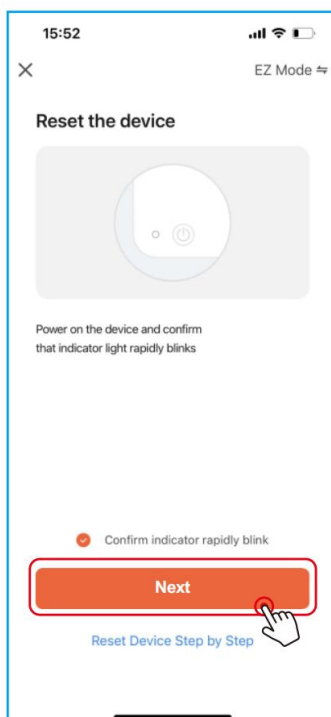 15:52
EZ Mode
Reset the device
Power on the device and confirm
that indicator light rapidly blinks
Confirm indicator rapidly blink
Next
Reset Device Step by Step